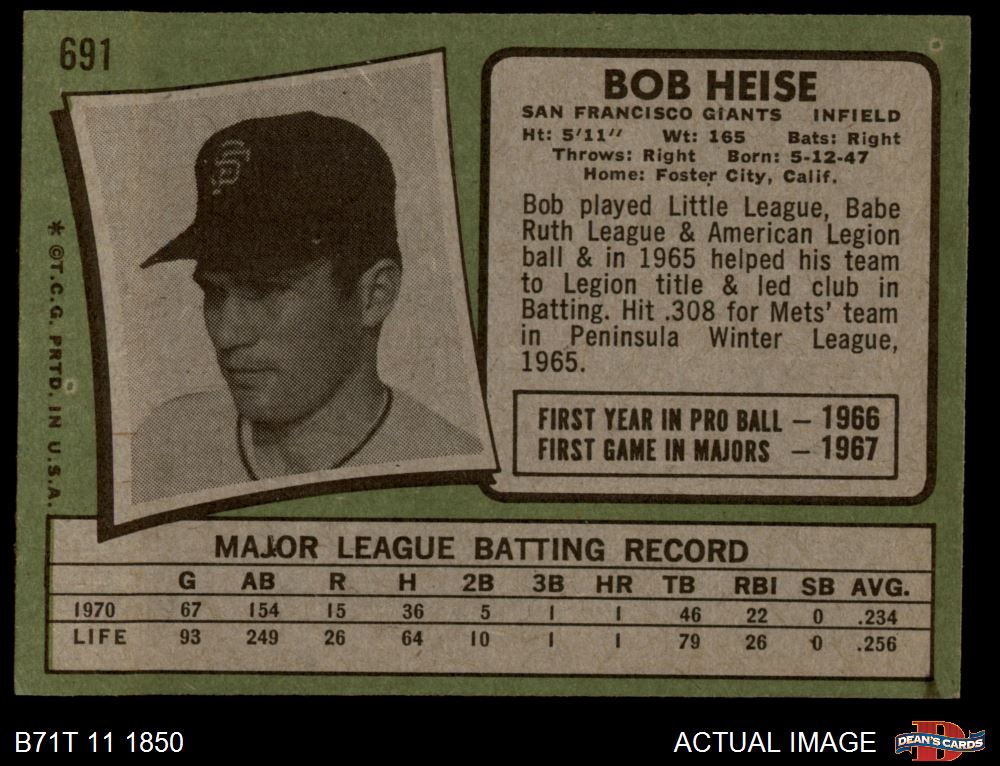 691
BOB HEISE
SAN FRANCISCO GIANTS INFIELD
Ht: 5'11" Wt: 165 Bats: Right
Throws: Right Born: 5-12-47
Home: Foster City, Calif.
Bob played Little League, Babe
Ruth League & American Legion
ball & in 1965 helped his team
to Legion title & led club in
Batting. Hit .308 for Mets' team
in Peninsula Winter League,
1965.
FIRST YEAR IN PRO BALL — 1966
FIRST GAME IN MAJORS — 1967
* ©T.C.G. PRTD. IN U.S.A.
SF
MAJOR LEAGUE BATTING RECORD
G AB R H 2B 3B HR TB RBI SB AVG.
1970 67 154 15 36 5 1 1 46 22 0 .234
LIFE 93 249 26 64 10 1 1 79 26 0 .256
B71T 11 1850
ACTUAL IMAGE
D
DEAN'S CARDS